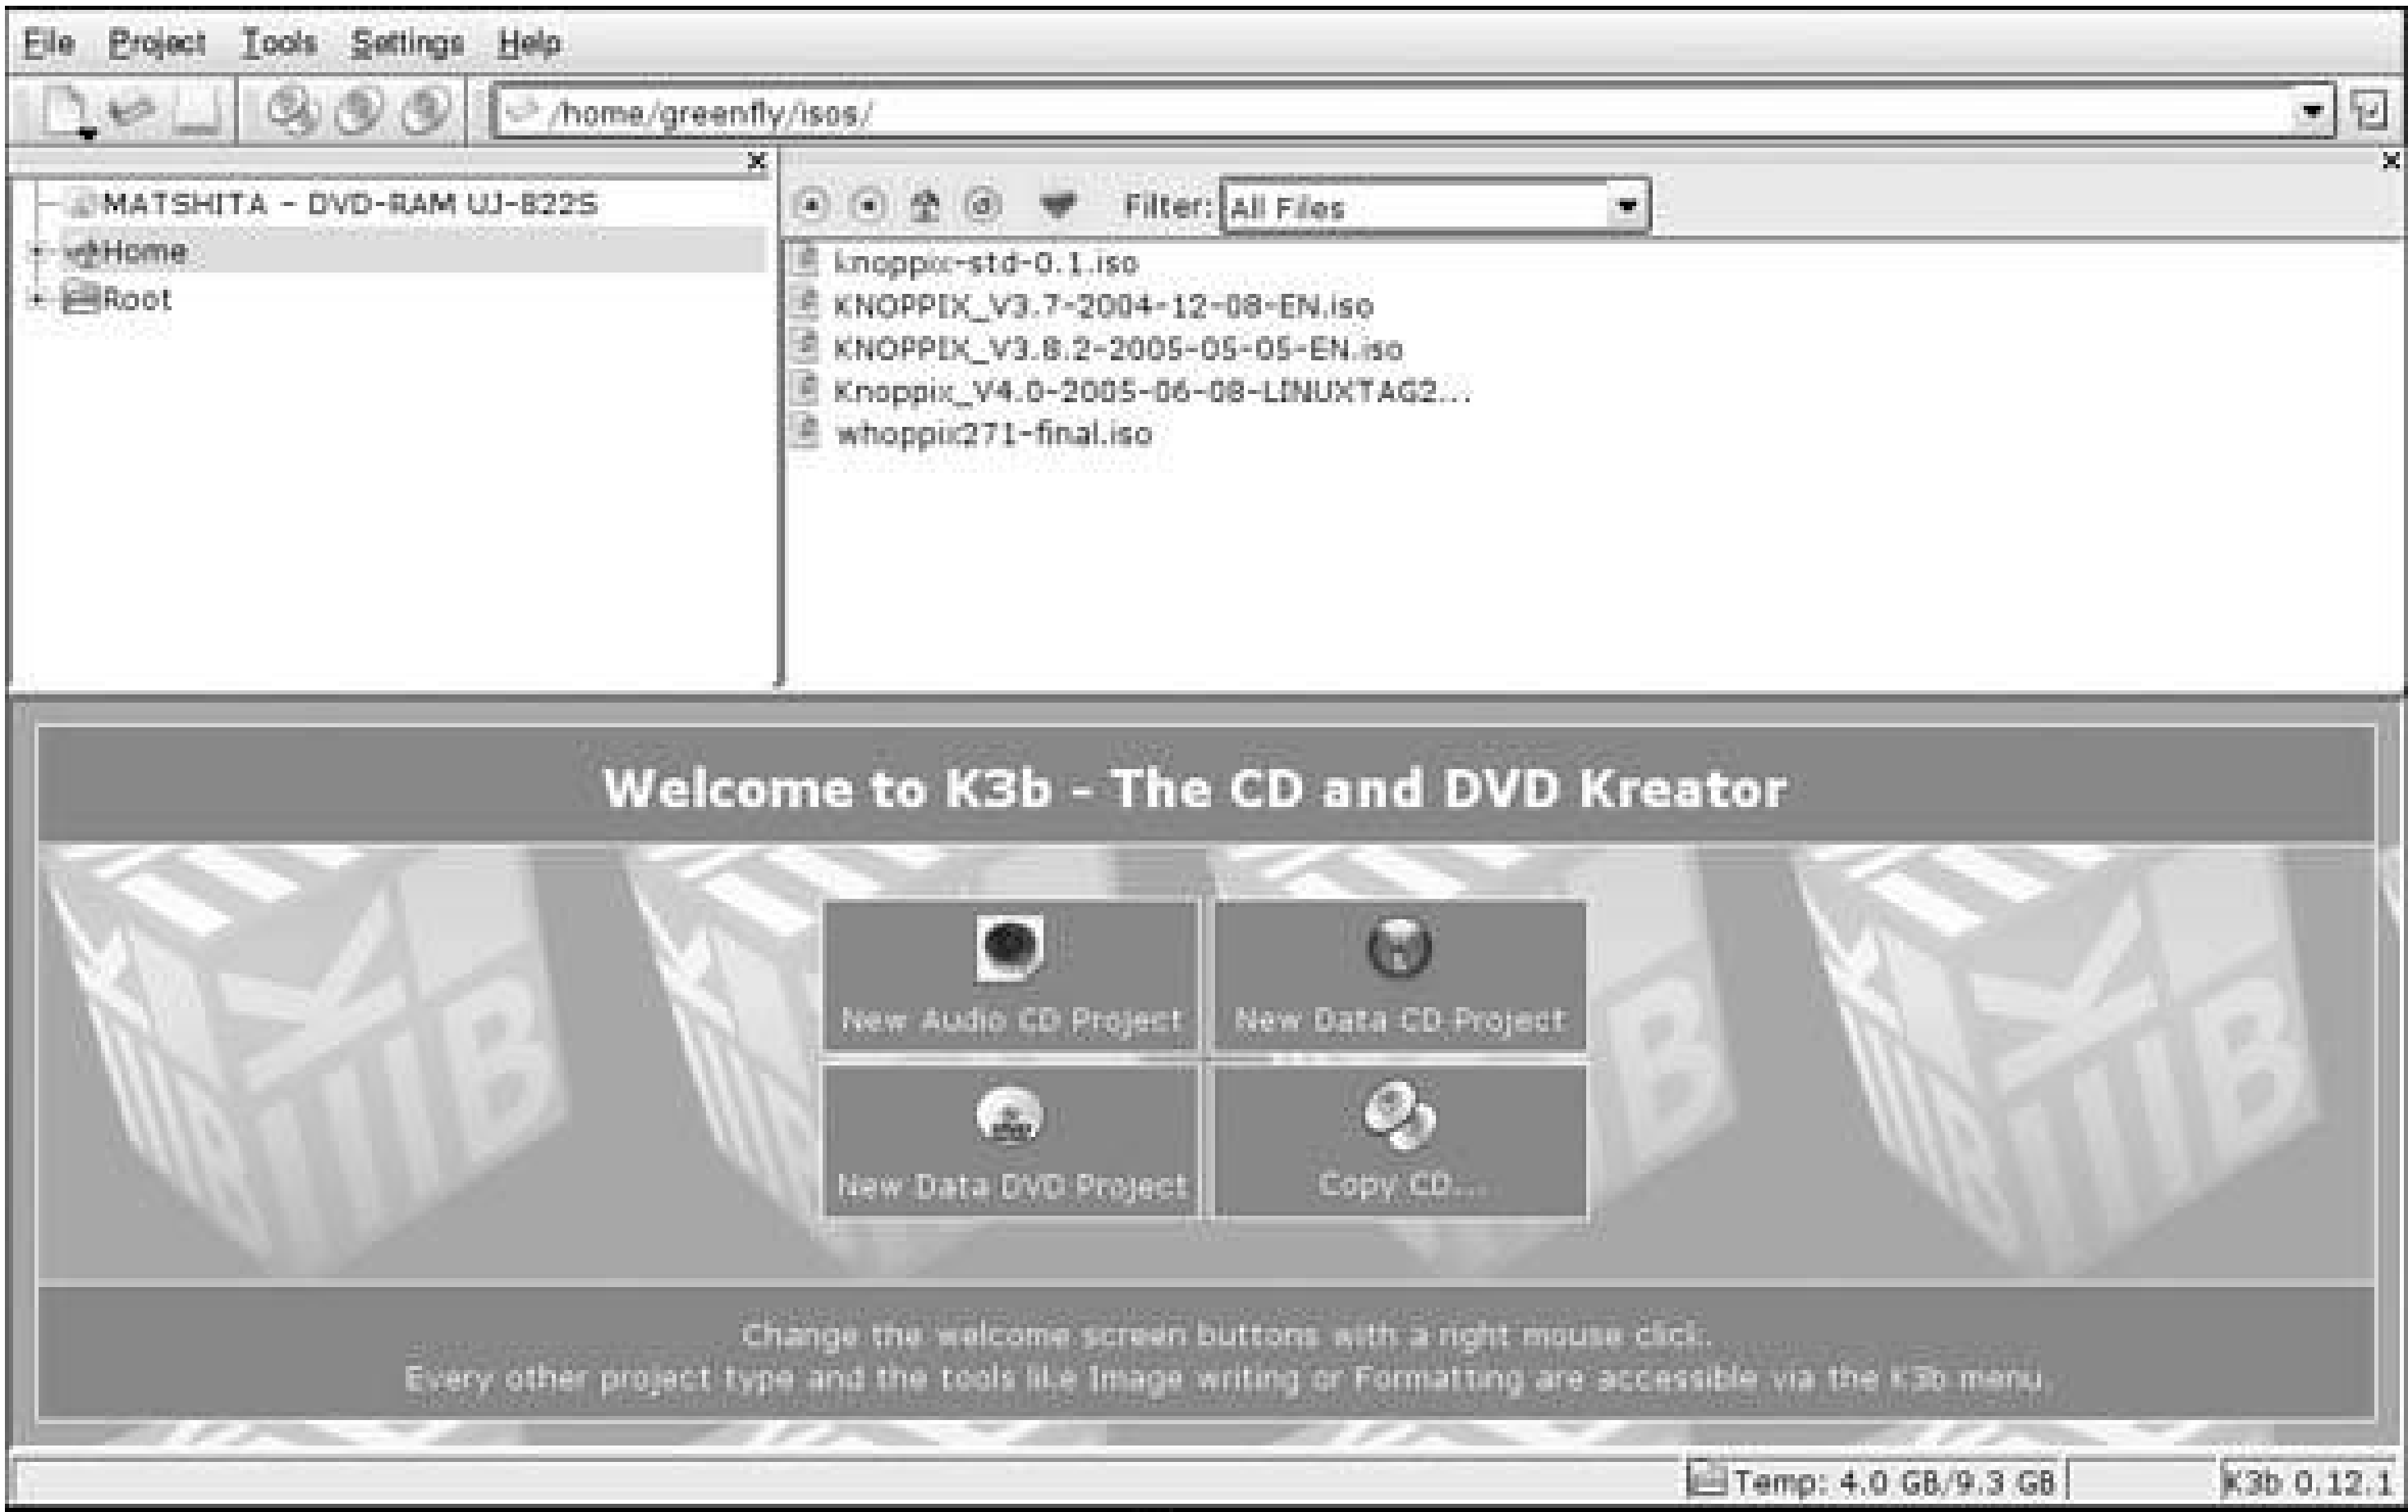 File Project Tools Settings Help
/home/greenfly/isos/
MATSHITA - DVD-RAM UJ-822S
Home
Root
Filter: All Files
knoppix-std-0.1.iso
KNOPPIX_V3.7-2004-12-08-EN.iso
KNOPPIX_V3.8.2-2005-05-05-EN.iso
Knoppix_V4.0-2005-06-08-LINUXTAG2...
whoppix271-final.iso
Welcome to K3b - The CD and DVD Kreator
New Audio CD Project
New Data CD Project
New Data DVD Project
Copy CD...
Change the welcome screen buttons with a right mouse click.
Every other project type and the tools like Image writing or Formatting are accessible via the K3b menu.
Temp: 4.0 GB/9.3 GB
K3b 0.12.1